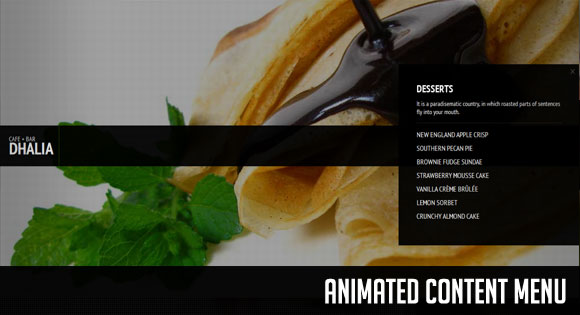 x
DESSERTS
It is a paradisematic country, in which roasted parts of sentences
fly into your mouth.
CAFE + BAR
DHALIA
NEW ENGLAND APPLE CRISP
SOUTHERN PECAN PIE
BROWNIE FUDGE SUNDAE
STRAWBERRY MOUSSE CAKE
VANILLA CRÈME BRÛLÉE
LEMON SORBET
CRUNCHY ALMOND CAKE
ANIMATED CONTENT MENU